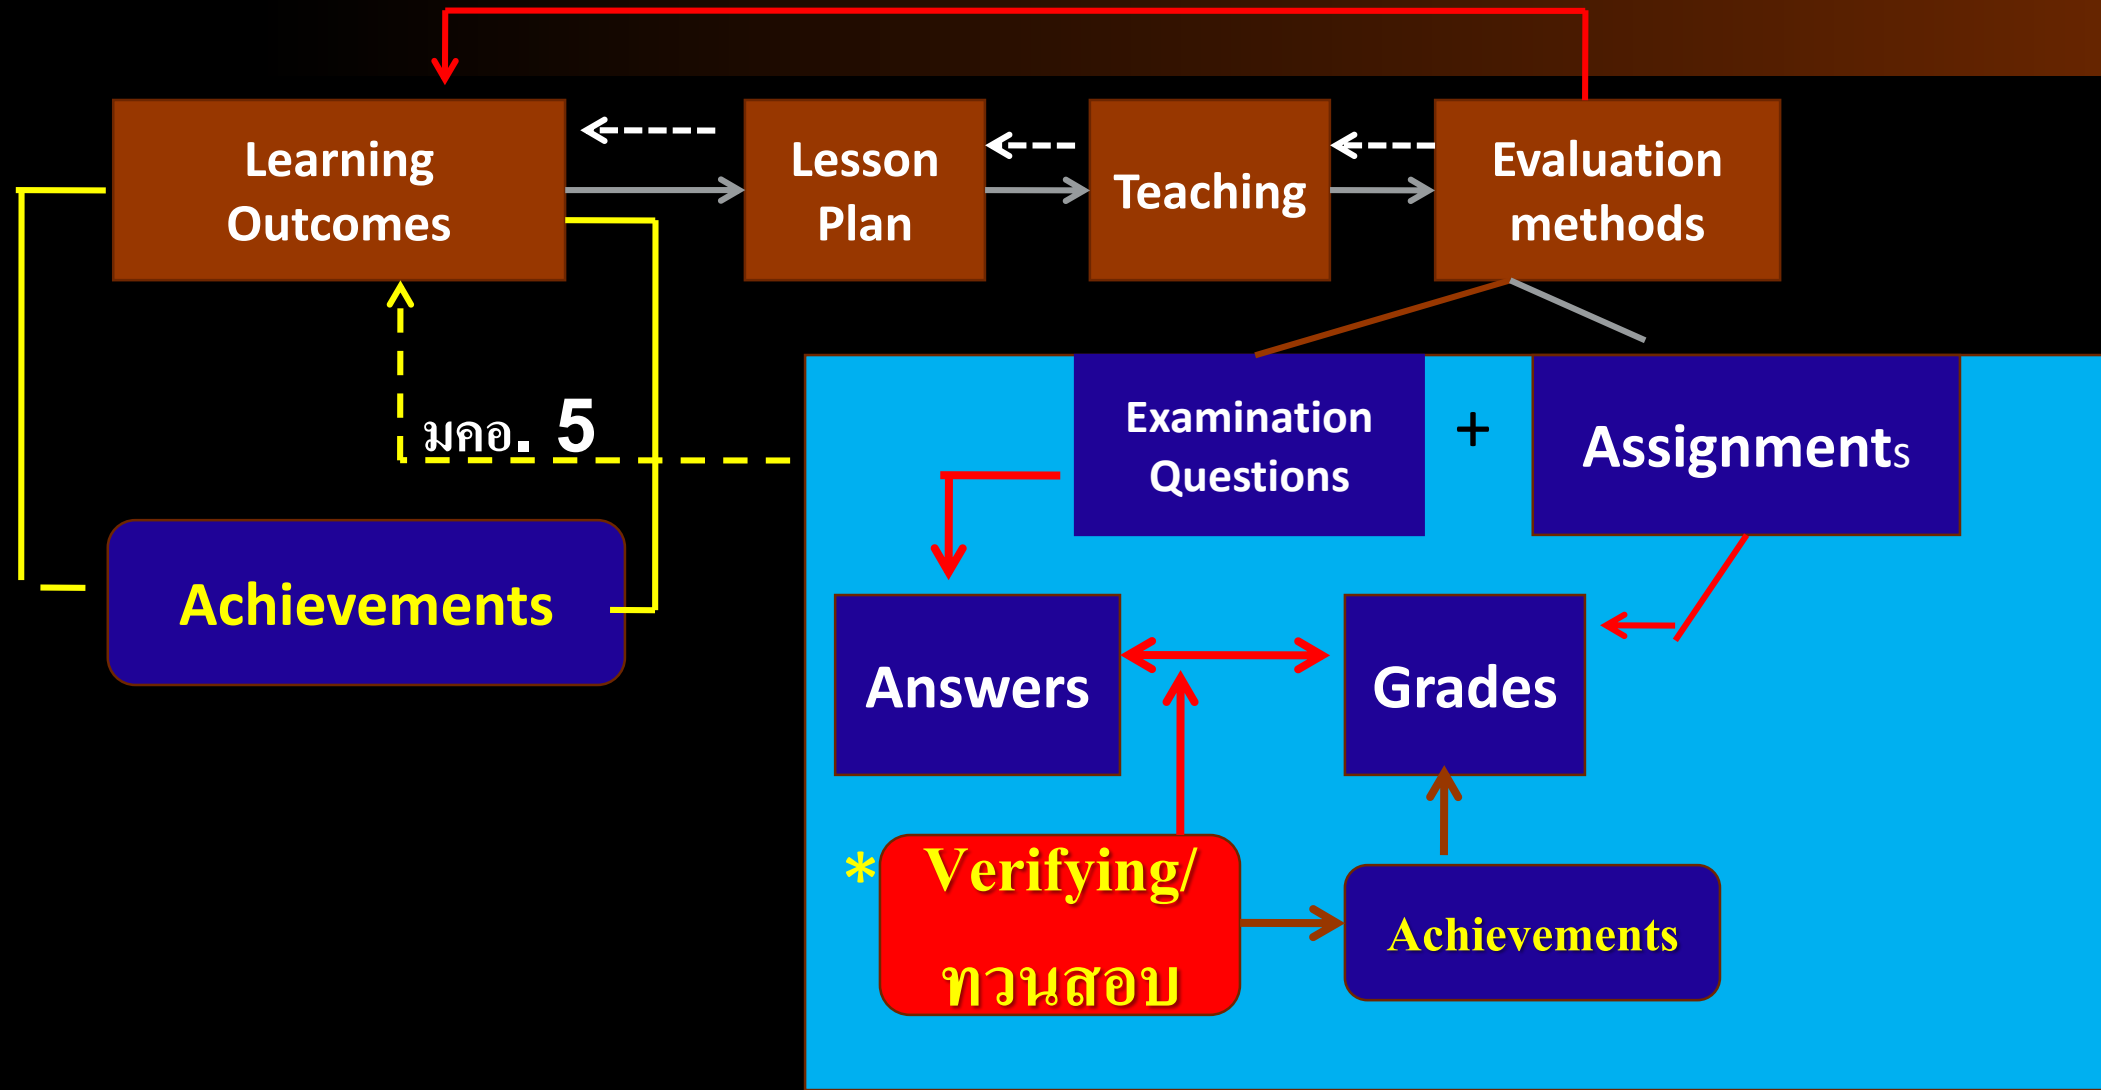 Learning
Outcomes
Lesson
Plan
Teaching
Evaluation
methods
มคอ. 5
Examination
Questions
+
Assignments
Achievements
Answers
Grades
*
Verifying/
ทวนสอบ
Achievements